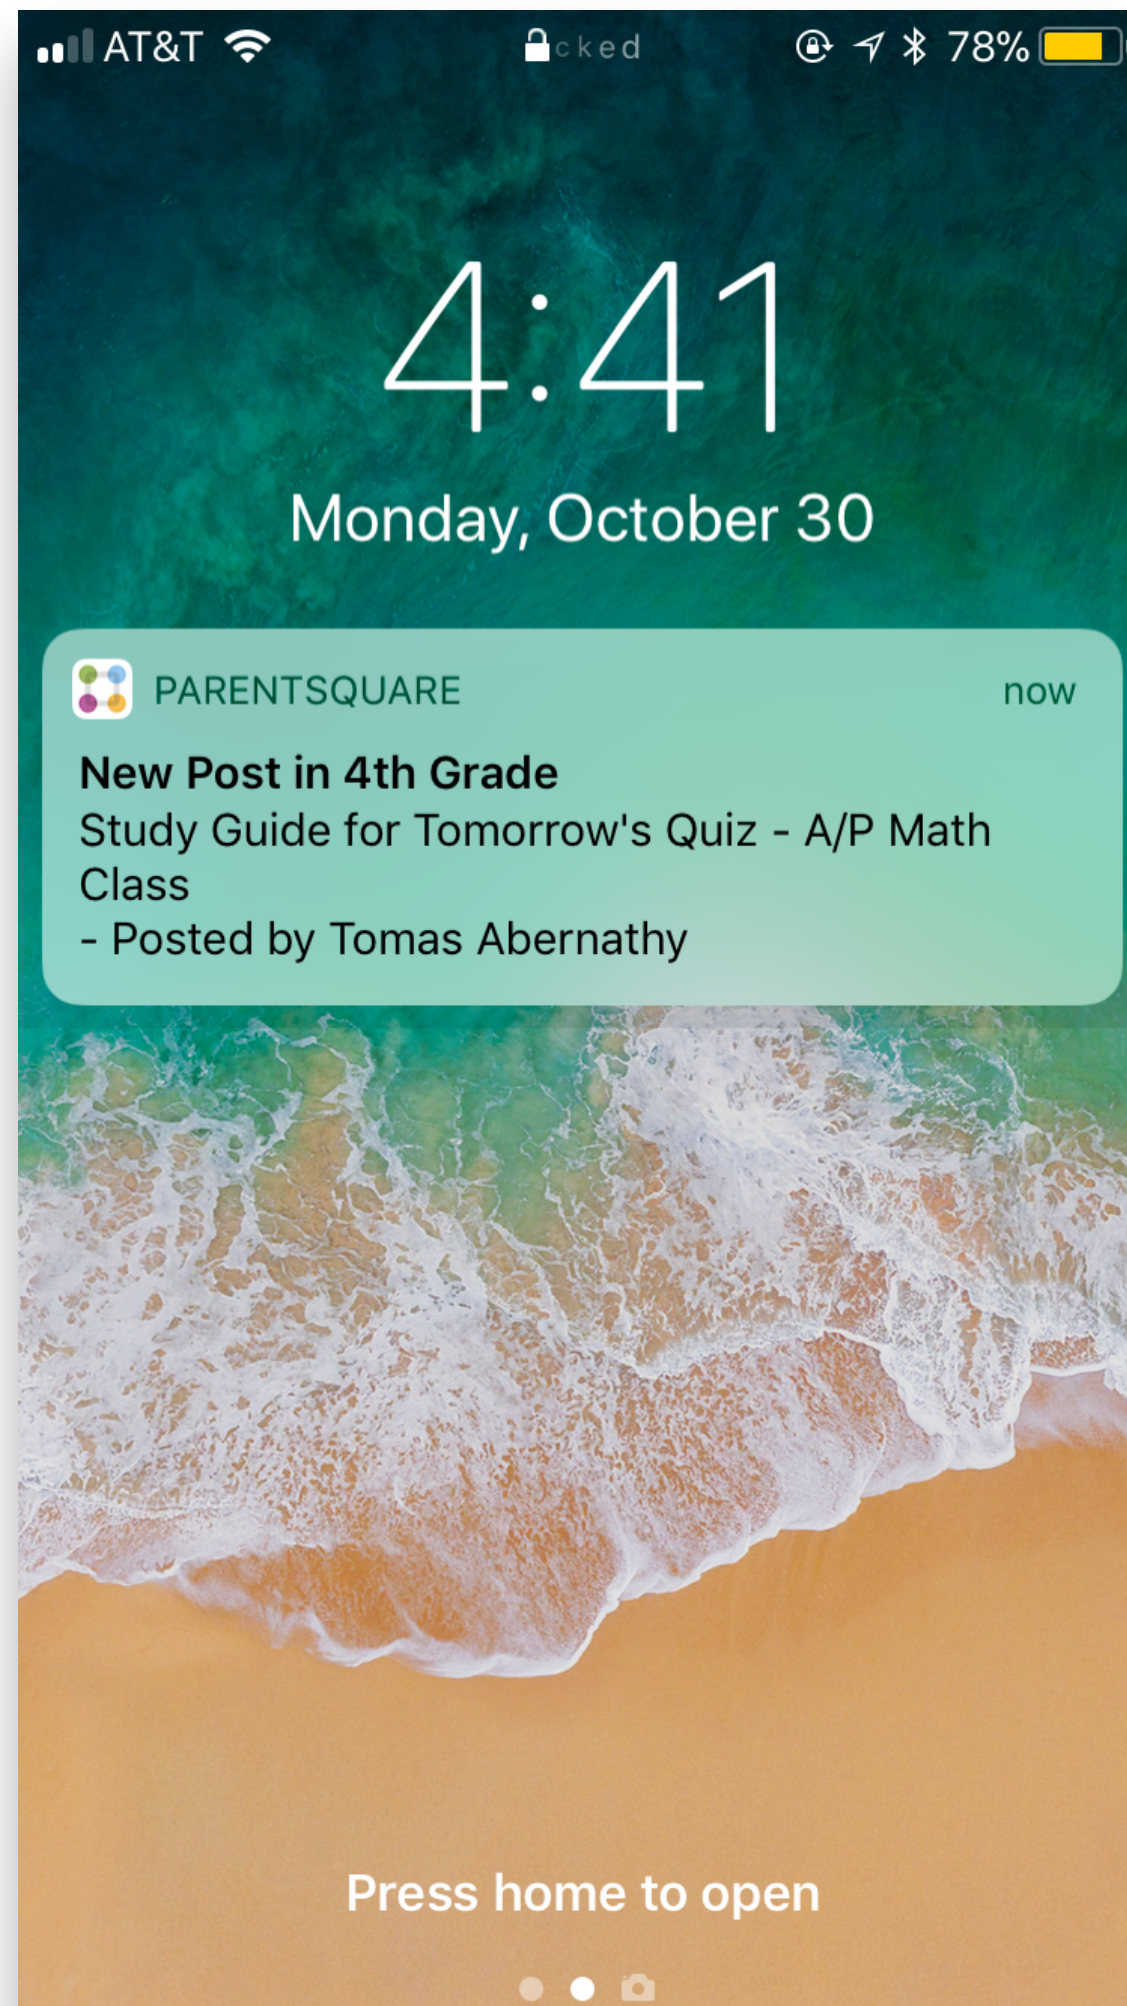 AT&T cked 78%
4:41
Monday, October 30
PARENTSQUARE now
New Post in 4th Grade
Study Guide for Tomorrow's Quiz - A/P Math
Class
- Posted by Tomas Abernathy
Press home to open